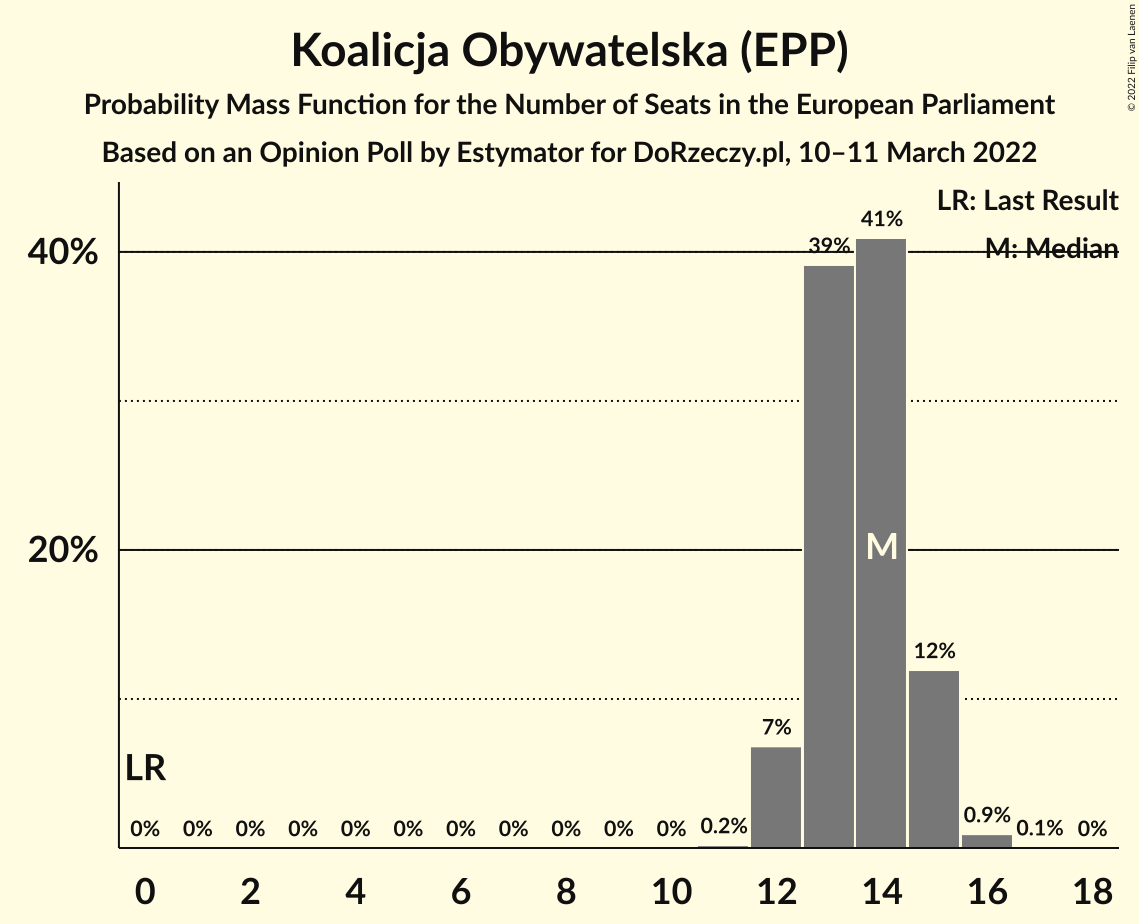 Koalicja Obywatelska (EPP)
Probability Mass Function for the Number of Seats in the European Parliament
Based on an Opinion Poll by Estymator for DoRzeczy.pl, 10–11 March 2022
© 2022 Filip van Laenen
LR: Last Result
M: Median
40%
20%
39%
41%
M
12%
7%
LR
0% 0% 0% 0% 0% 0% 0% 0% 0% 0% 0% 0.2% 0.9% 0.1% 0%
0 2 4 6 8 10 12 14 16 18